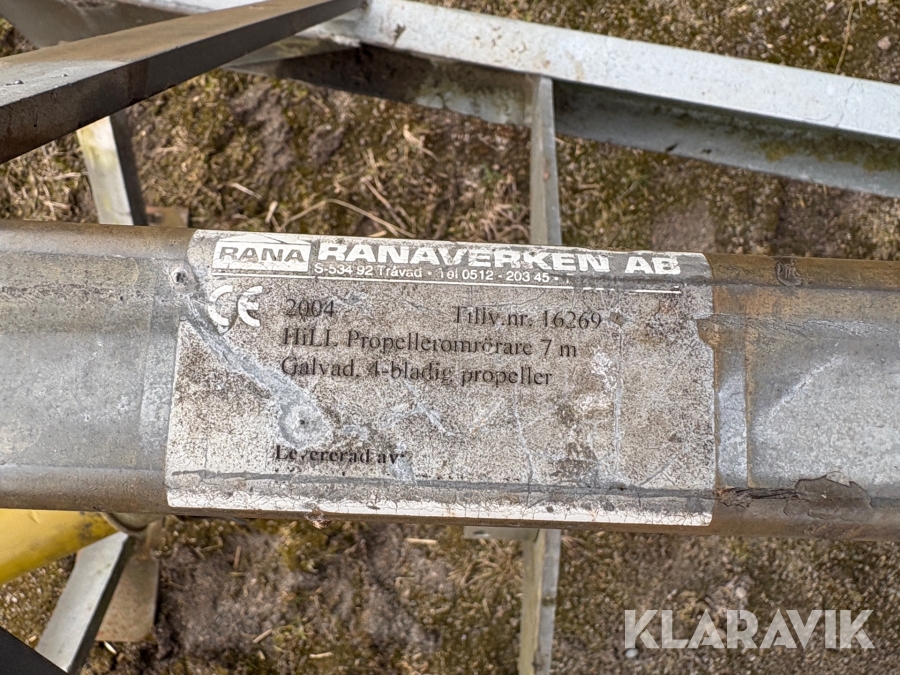 RANA RANAVERKEN AB
S-534 92 Tråvad • Tel 0512 - 203 45 •
CE 2004 Tillv.nr. 16269
HiLL Propelleromrörare 7 m
Galvad, 4-bladig propeller
Levererad av:
KLARAVIK